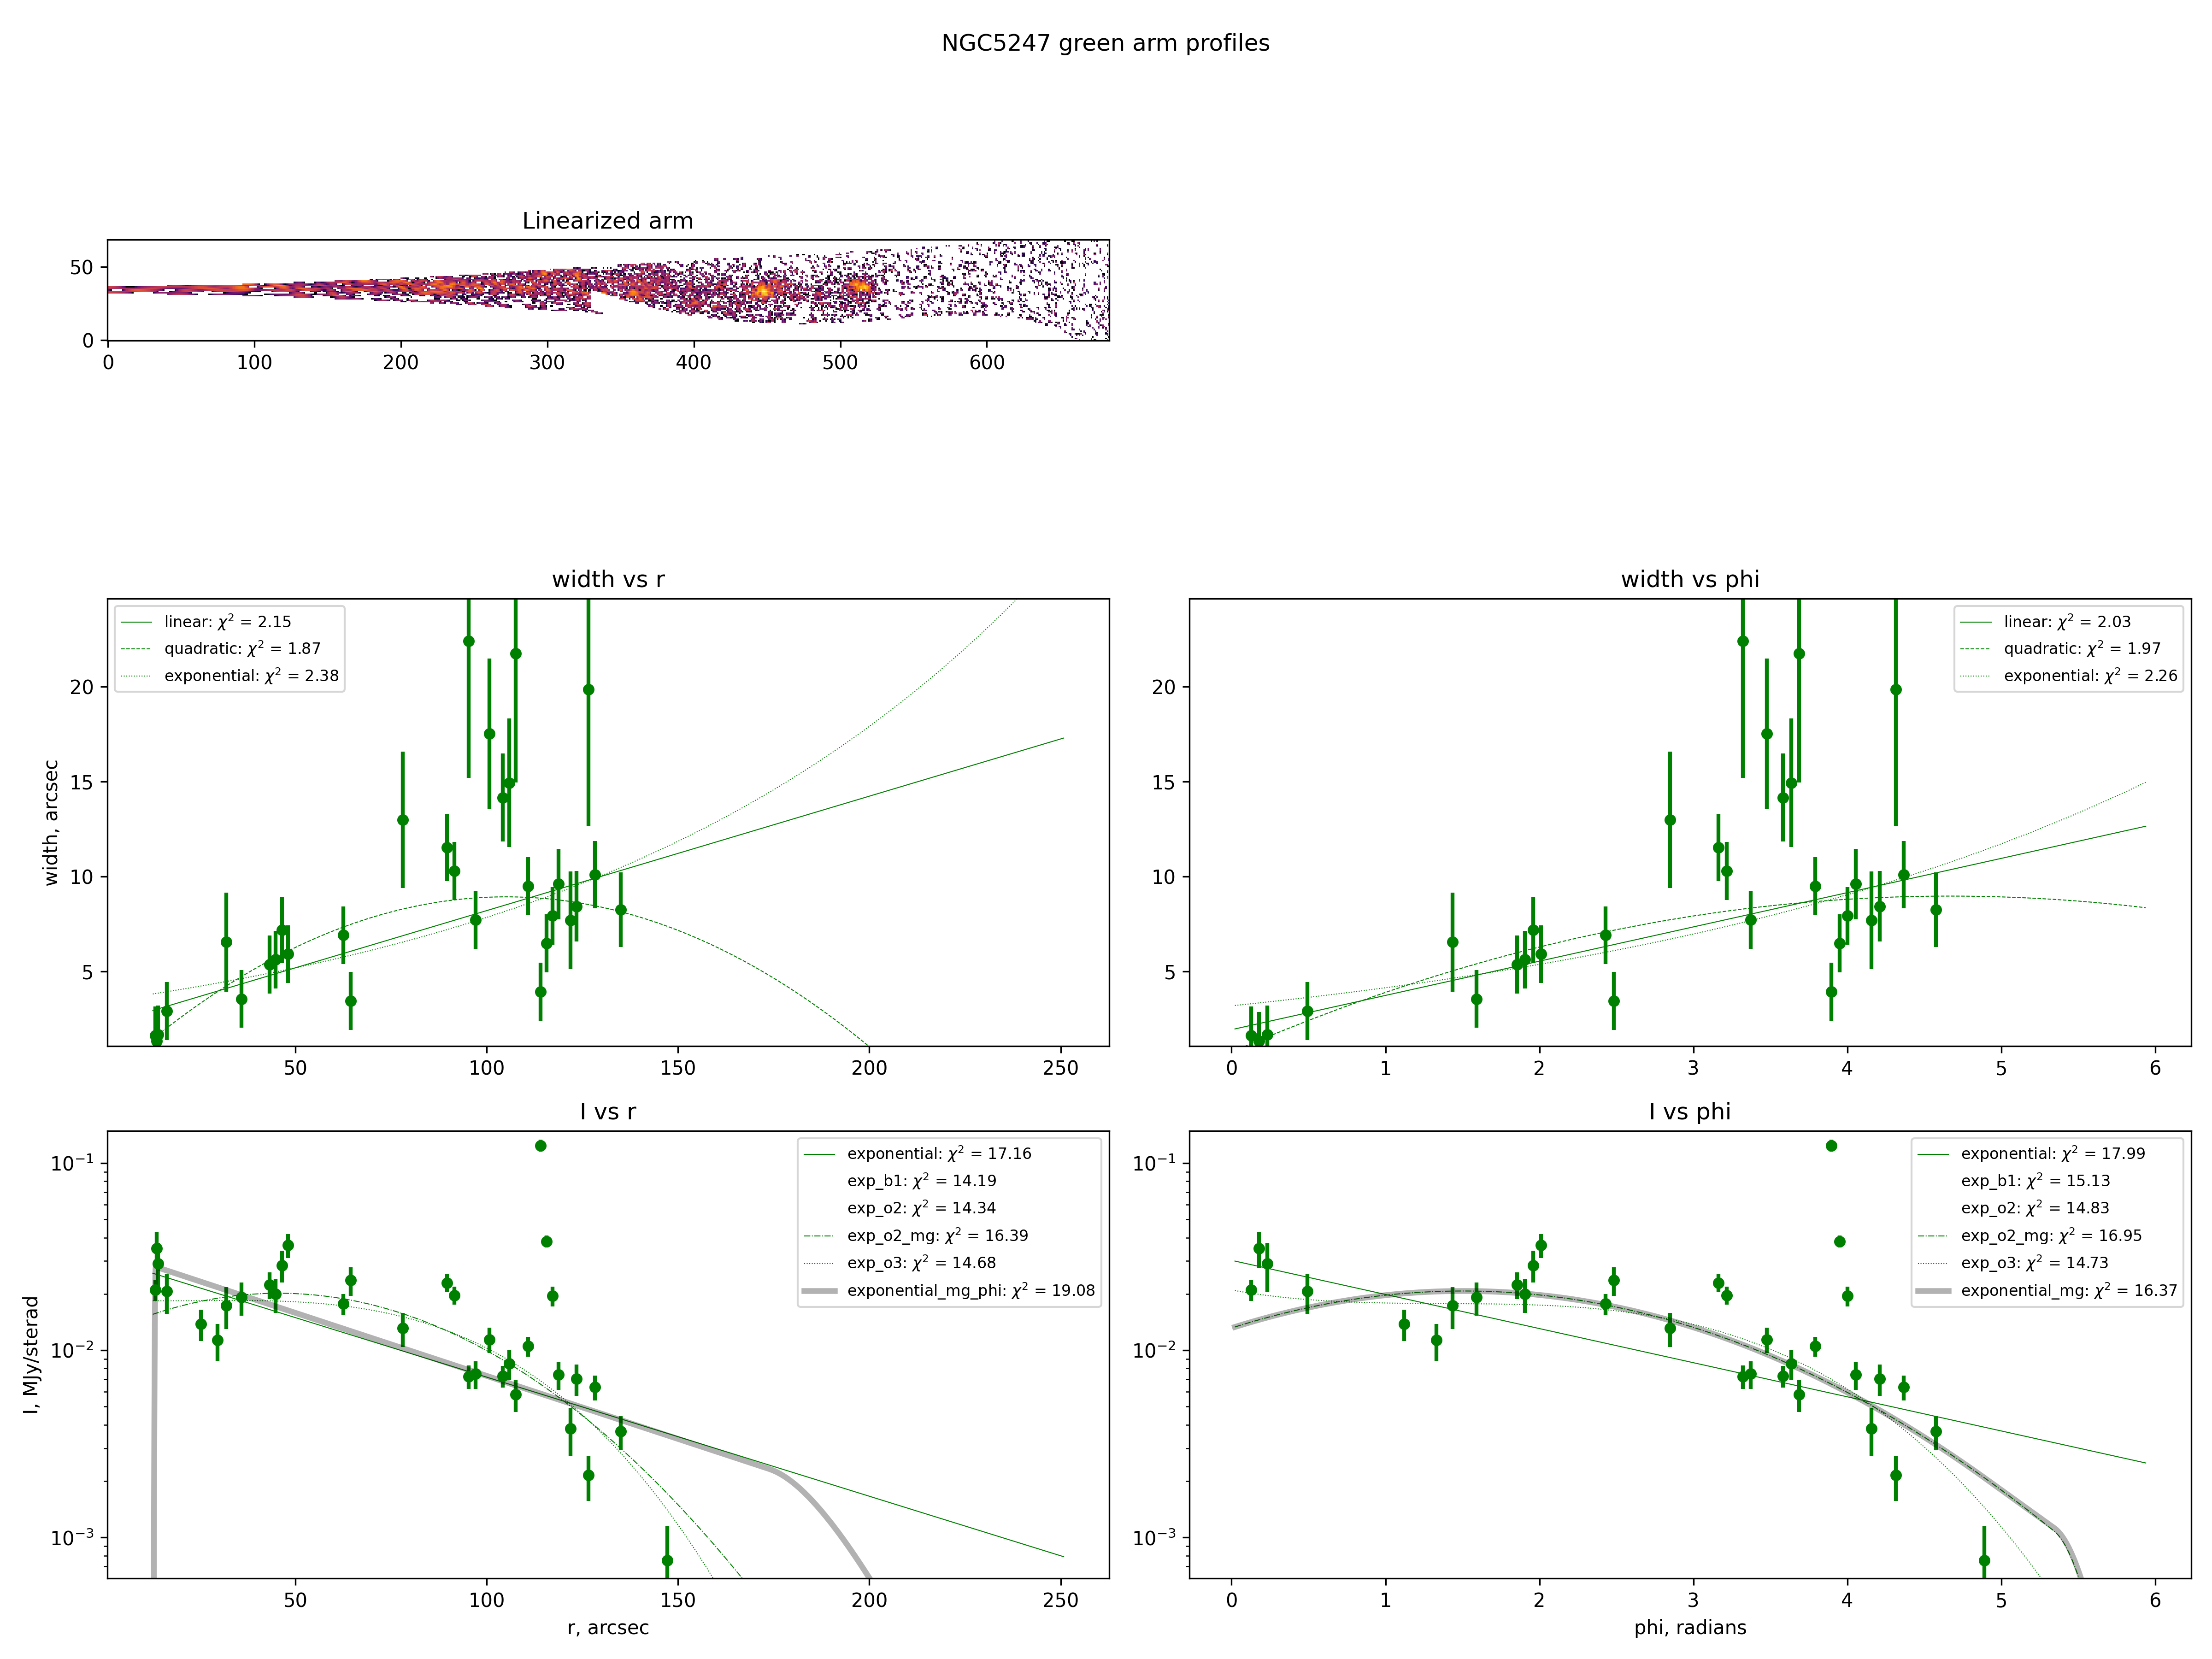 NGC5247 green arm profiles
Linearized arm
50
0
0 100 200 300 400 500 600
width vs r
width, arcsec
20
15
10
5
linear: χ² = 2.15
quadratic: χ² = 1.87
exponential: χ² = 2.38
50 100 150 200 250
width vs phi
20
15
10
5
linear: χ² = 2.03
quadratic: χ² = 1.97
exponential: χ² = 2.26
0 1 2 3 4 5 6
I vs r
I, MJy/sterad
10⁻¹
10⁻²
10⁻³
exponential: χ² = 17.16
exp_b1: χ² = 14.19
exp_o2: χ² = 14.34
exp_o2_mg: χ² = 16.39
exp_o3: χ² = 14.68
exponential_mg_phi: χ² = 19.08
50 100 150 200 250
r, arcsec
I vs phi
10⁻¹
10⁻²
10⁻³
exponential: χ² = 17.99
exp_b1: χ² = 15.13
exp_o2: χ² = 14.83
exp_o2_mg: χ² = 16.95
exp_o3: χ² = 14.73
exponential_mg: χ² = 16.37
0 1 2 3 4 5 6
phi, radians